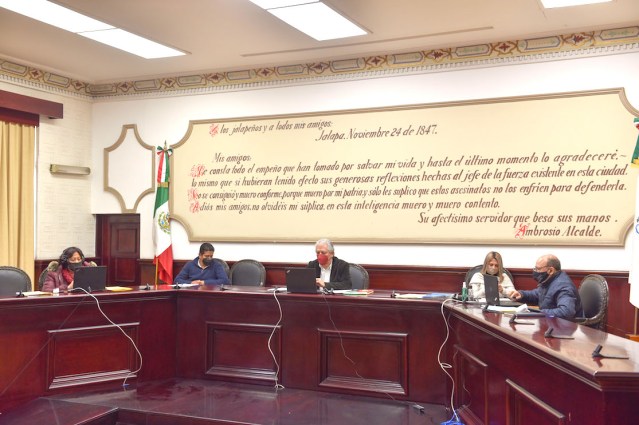 A los jalapeños y a todos mis amigos:
Jalapa, Noviembre 24 de 1847.
Mis amigos:
Me consta todo el empeño que han tomado por salvar mi vida y hasta el último momento lo agradeceré,
lo mismo que si hubieran tenido efecto sus generosas reflexiones hechas al jefe de la fuerza existente en esta ciudad.
No se consiguió y muero conforme, porque muero por mi patria, y sólo les suplico que estos asesinatos no los enfríen para defenderla.
Adiós mis amigos, no olvidéis mi súplica, en esta inteligencia muero y muero contento.
Su afectísimo servidor que besa sus manos.
Ambrosio Alcalde.